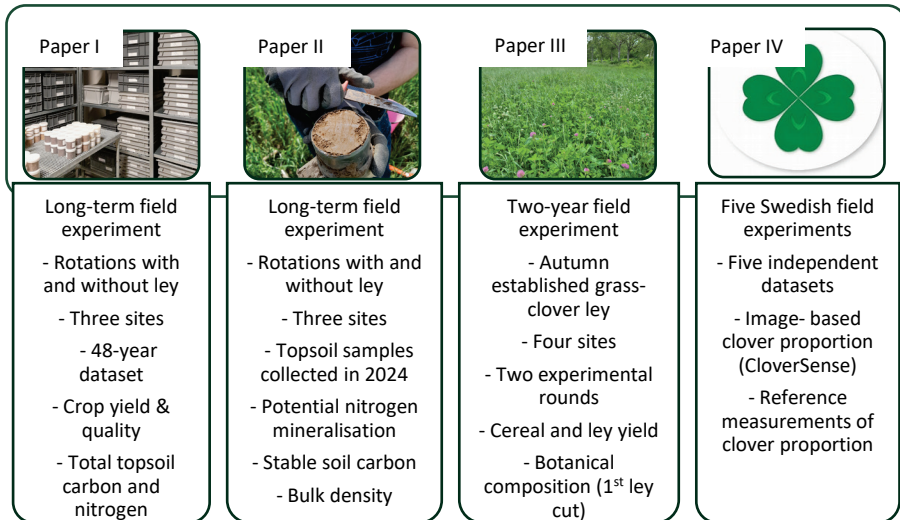 Paper I
Long-term field
experiment
- Rotations with
and without ley
- Three sites
- 48-year
dataset
- Crop yield &
quality
- Total topsoil
carbon and
nitrogen
Paper II
Long-term field
experiment
- Rotations with and
without ley
- Three sites
- Topsoil samples
collected in 2024
- Potential nitrogen
mineralisation
- Stable soil carbon
- Bulk density
Paper III
Two-year field
experiment
- Autumn
established grass-
clover ley
- Four sites
- Two experimental
rounds
- Cereal and ley yield
- Botanical
composition (1st ley
cut)
Paper IV
Five Swedish field
experiments
- Five independent
datasets
- Image- based
clover proportion
(CloverSense)
- Reference
measurements of
clover proportion